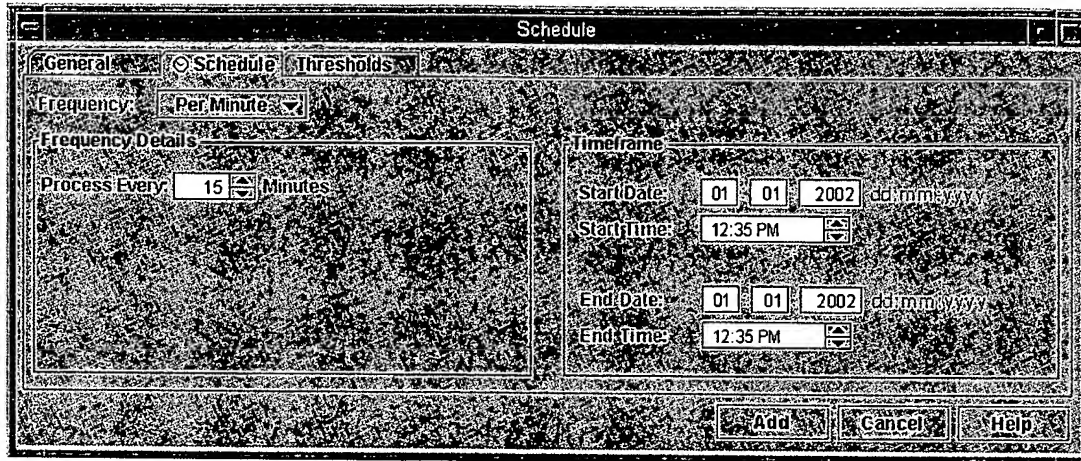 Schedule
General Schedule Thresholds
Frequency: Per Minute
Frequency Details
Process Every: 15 Minutes
Timeframe
Start Date: 01 01 2002 dd:mm:yyyy
Start Time: 12:35 PM
End Date: 01 01 2002 dd:mm:yyyy
End Time: 12:35 PM
Add Cancel Help